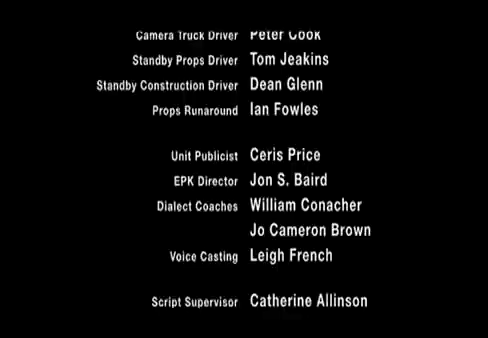 Camera Truck Driver Peter Cook
Standby Props Driver Tom Jeakins
Standby Construction Driver Dean Glenn
Props Runaround Ian Fowles
Unit Publicist Ceris Price
EPK Director Jon S. Baird
Dialect Coaches William Conacher
Jo Cameron Brown
Voice Casting Leigh French
Script Supervisor Catherine Allinson